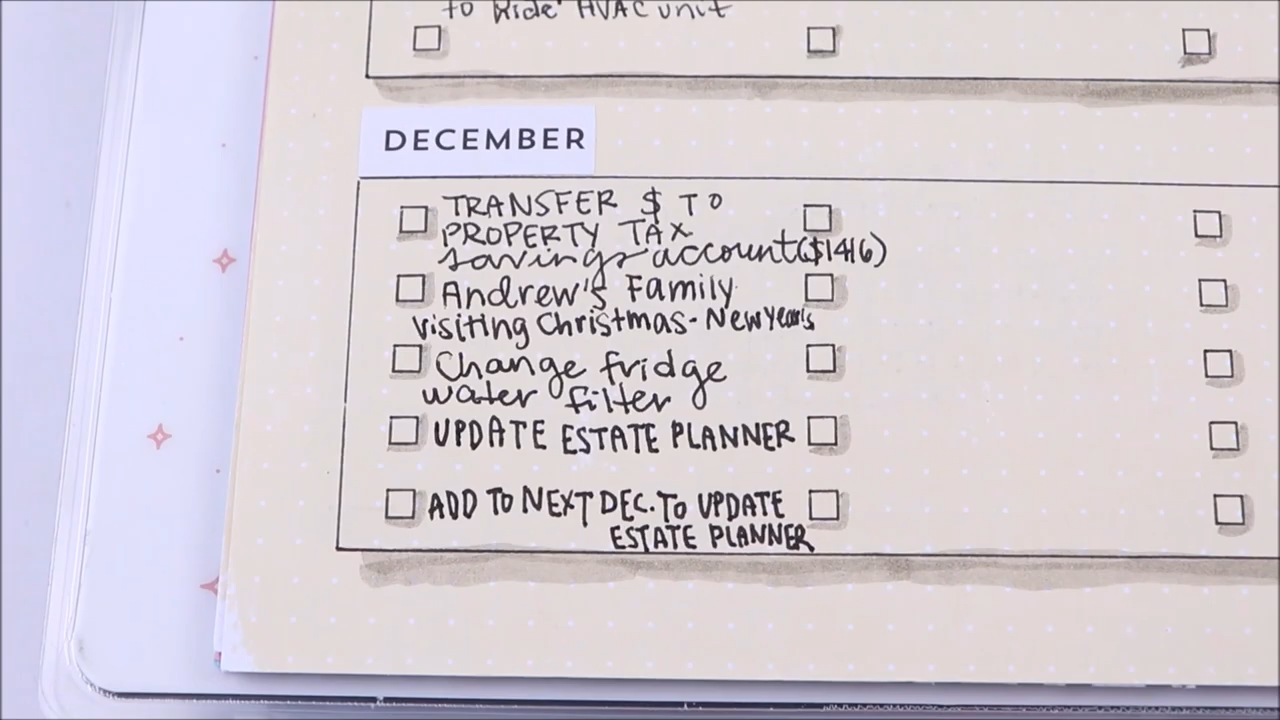 to Ride HVAC unit
DECEMBER
TRANSFER $ TO
PROPERTY TAX
savings account ($1416)
Andrew's Family
visiting Christmas - New Year's
Change fridge
water filter
UPDATE ESTATE PLANNER
ADD TO NEXT DEC. TO UPDATE
ESTATE PLANNER